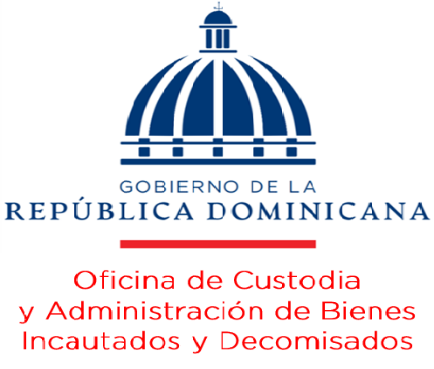 GOBIERNO DE LA
REPÚBLICA DOMINICANA
Oficina de Custodia
y Administración de Bienes
Incautados y Decomisados